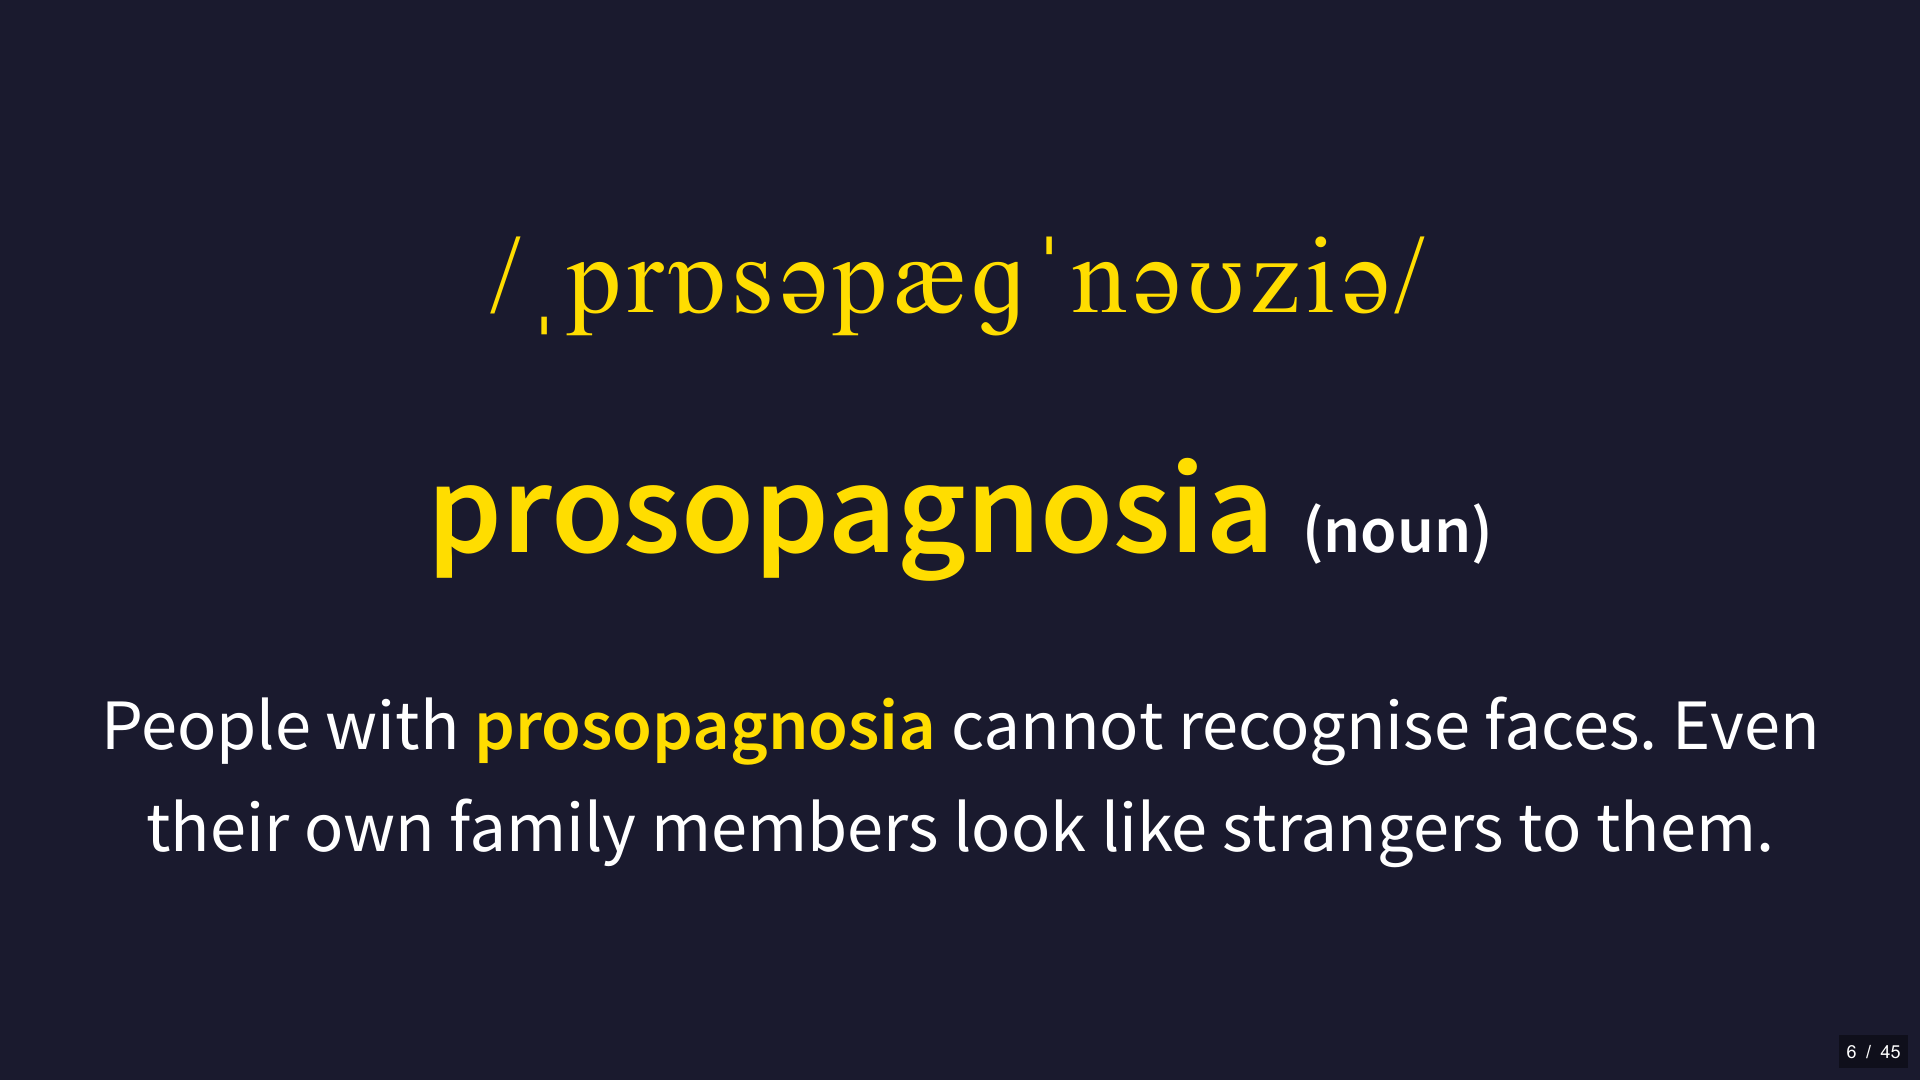 /ˌprɒsəpæɡˈnəʊziə/
prosopagnosia (noun)
People with prosopagnosia cannot recognise faces. Even
their own family members look like strangers to them.
6 / 45